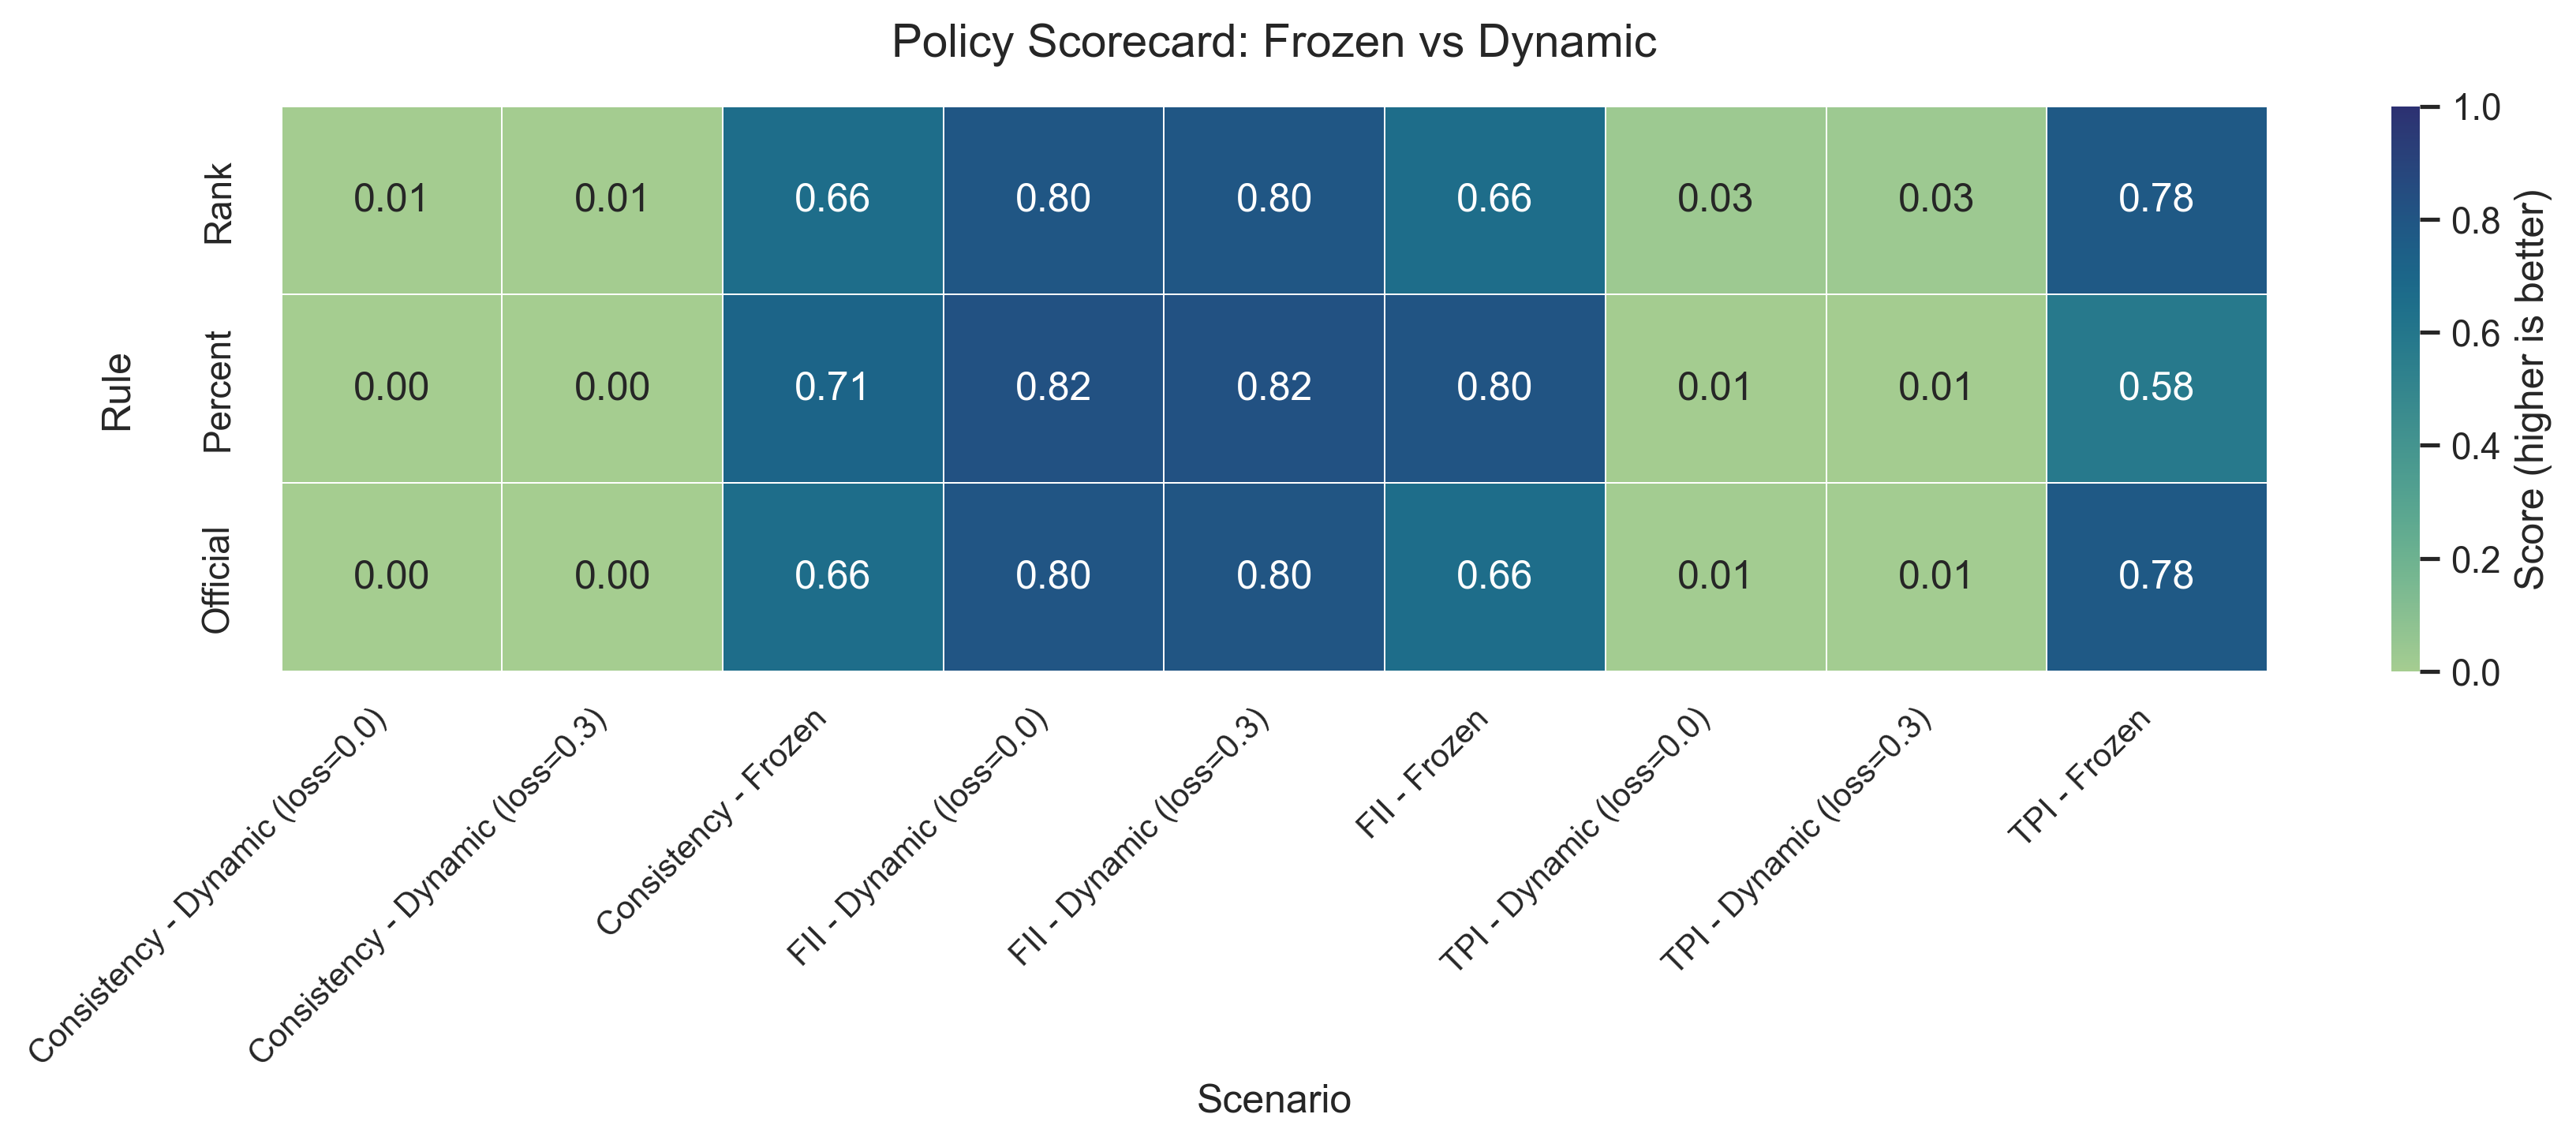 Policy Scorecard: Frozen vs Dynamic
Rule
Rank
0.01 0.01 0.66 0.80 0.80 0.66 0.03 0.03 0.78
Percent
0.00 0.00 0.71 0.82 0.82 0.80 0.01 0.01 0.58
Official
0.00 0.00 0.66 0.80 0.80 0.66 0.01 0.01 0.78
Consistency - Dynamic (loss=0.0)
Consistency - Dynamic (loss=0.3)
Consistency - Frozen
FII - Dynamic (loss=0.0)
FII - Dynamic (loss=0.3)
FII - Frozen
TPI - Dynamic (loss=0.0)
TPI - Dynamic (loss=0.3)
TPI - Frozen
Scenario
1.0
0.8
0.6
0.4
0.2
0.0
Score (higher is better)